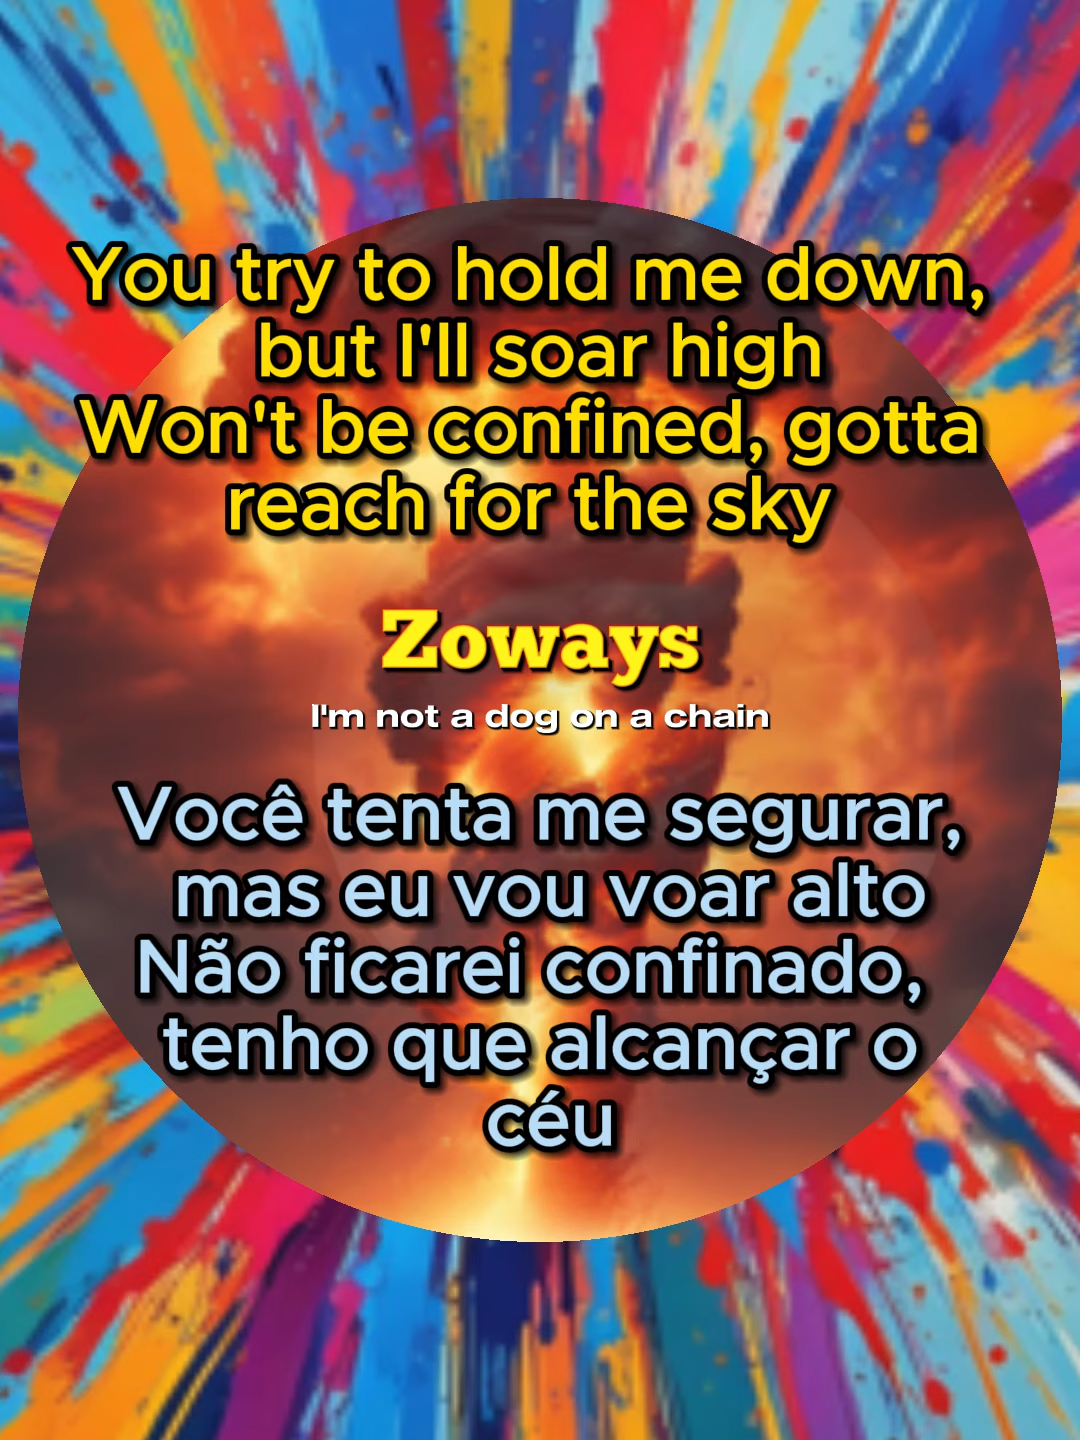 You try to hold me down,
but I'll soar high
Won't be confined, gotta
reach for the sky
Zoways
I'm not a dog on a chain
Você tenta me segurar,
mas eu vou voar alto
Não ficarei confinado,
tenho que alcançar o
céu